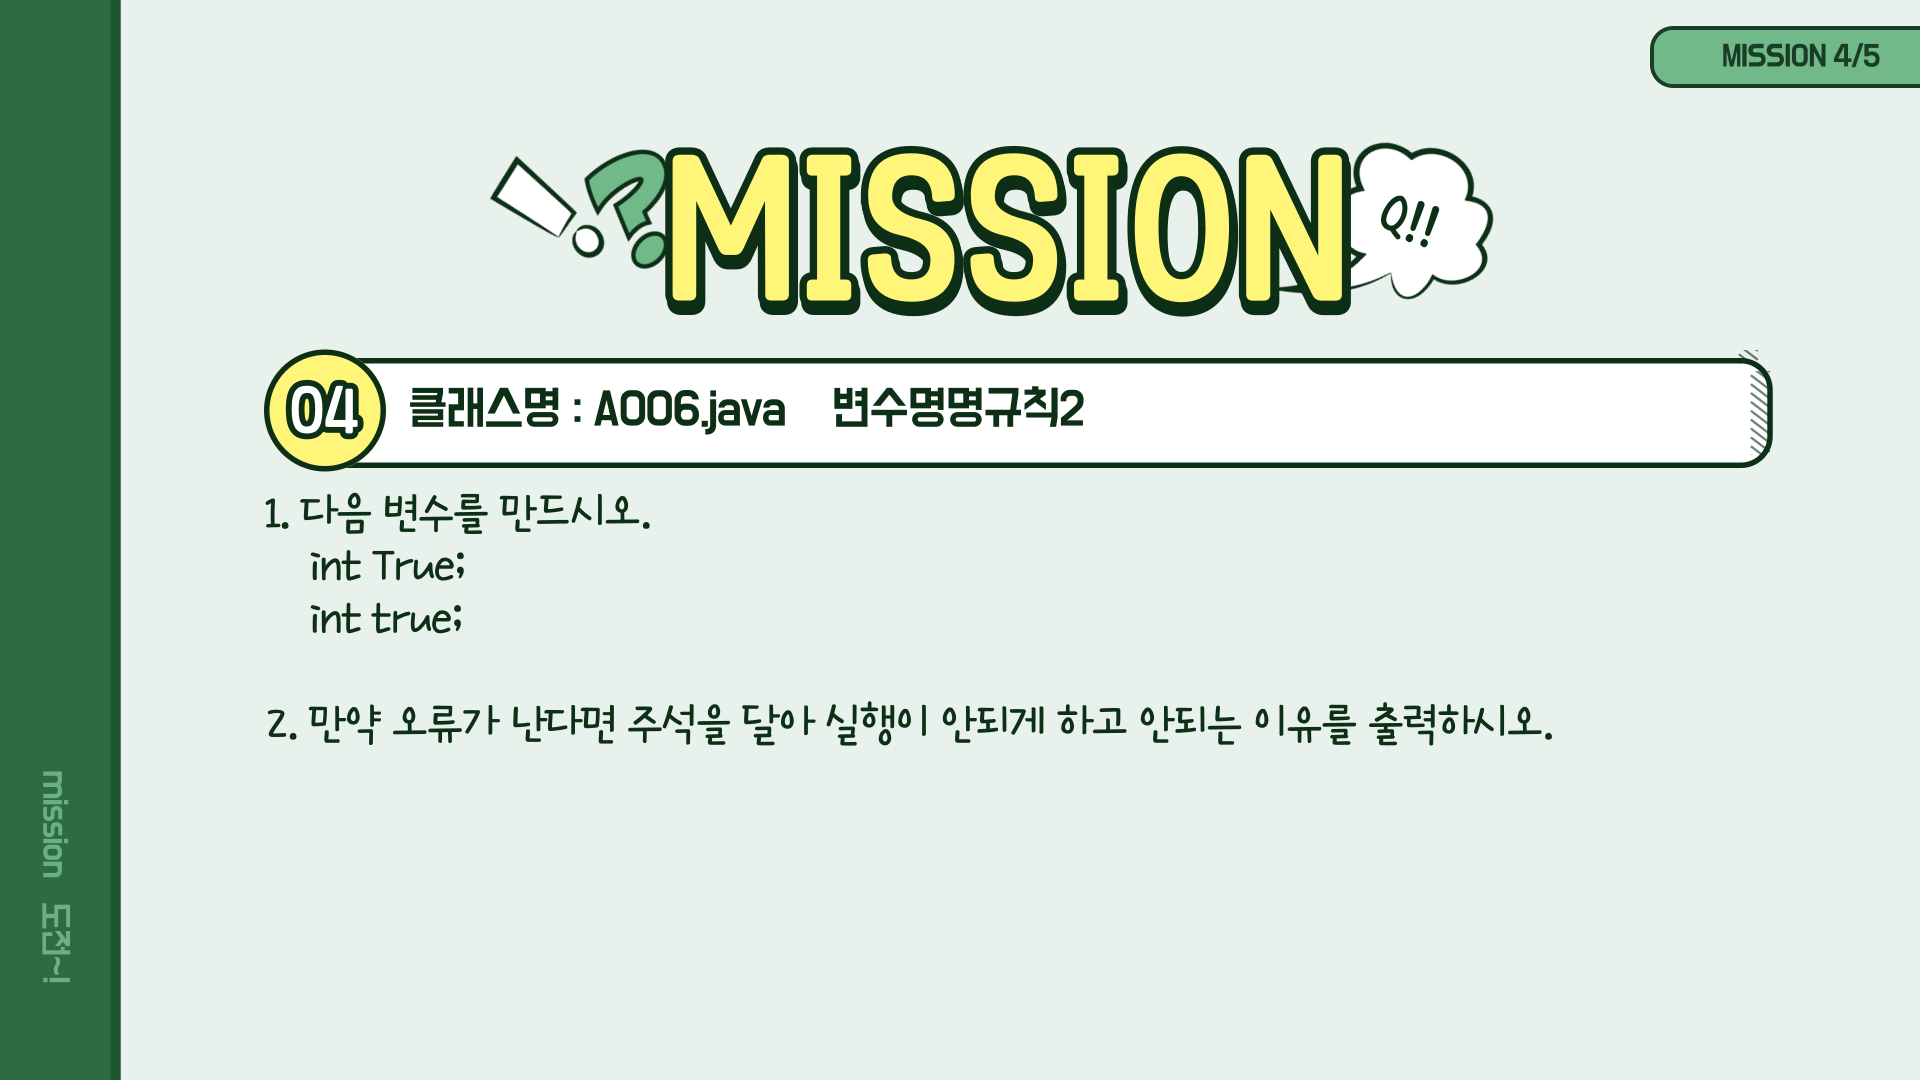 MISSION 4/5
!?MISSION
Q!!
04 클래스명 : A006.java 변수명명규칙2
1. 다음 변수를 만드시오.
int True;
int true;
2. 만약 오류가 난다면 주석을 달아 실행이 안되게 하고 안되는 이유를 출력하시오.
mission 도전~!